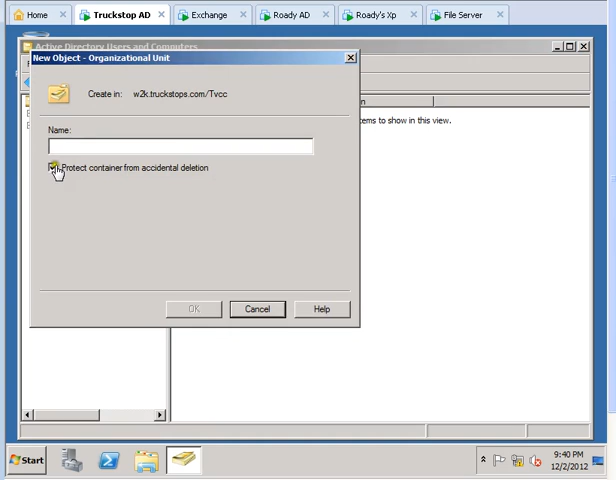 Home
Truckstop AD
Exchange
Roady AD
Roady's Xp
File Server
Active Directory Users and Computers
New Object - Organizational Unit
Create in: w2k.truckstops.com/Tvcc
Name:
Protect container from accidental deletion
OK
Cancel
Help
ems to show in this view.
Start
9:40 PM
12/2/2012